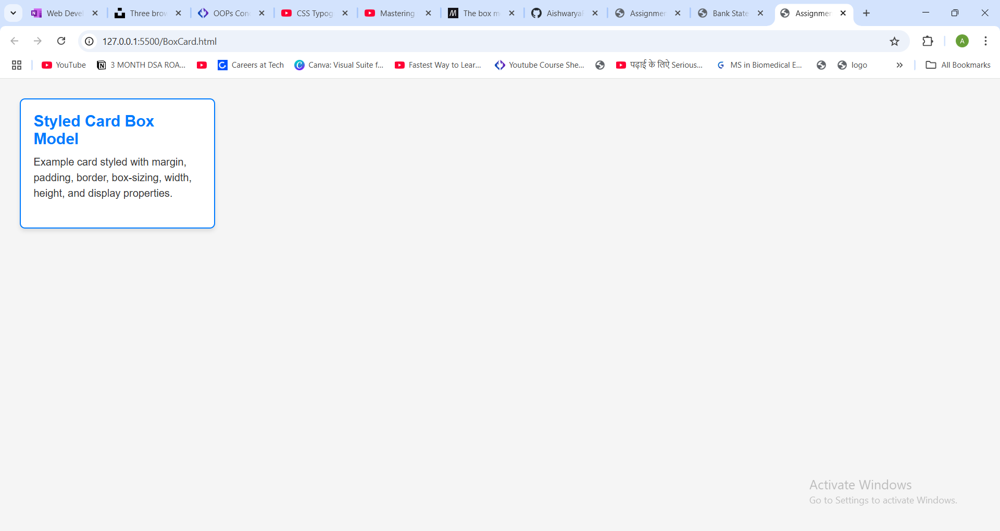 Web Devel
Three brow
OOPs Con
CSS Typog
Mastering
The box m
Aishwarya
Assignmen
Bank State
Assignmen
127.0.0.1:5500/BoxCard.html
A
YouTube
3 MONTH DSA ROA...
Careers at Tech
Canva: Visual Suite f...
Fastest Way to Lear...
Youtube Course She...
पढ़ाई के लिऐ Serious...
MS in Biomedical E...
logo
All Bookmarks
Styled Card Box
Model
Example card styled with margin,
padding, border, box-sizing, width,
height, and display properties.
Activate Windows
Go to Settings to activate Windows.